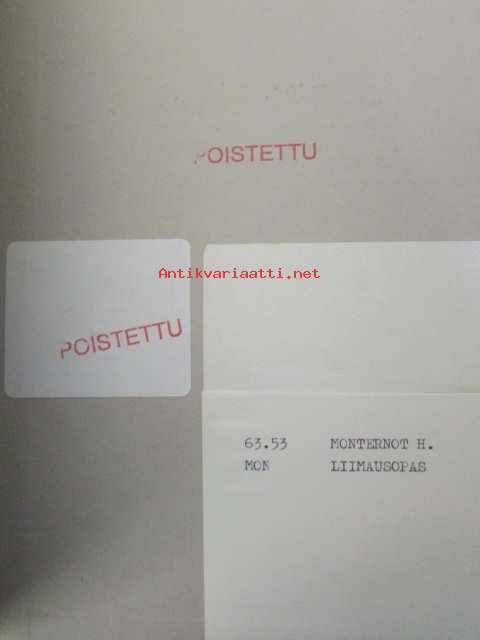 POISTETTU
Antikvariaatti.net
POISTETTU
63.53 MONTERNOT H.
MON LIIMAUSOPAS